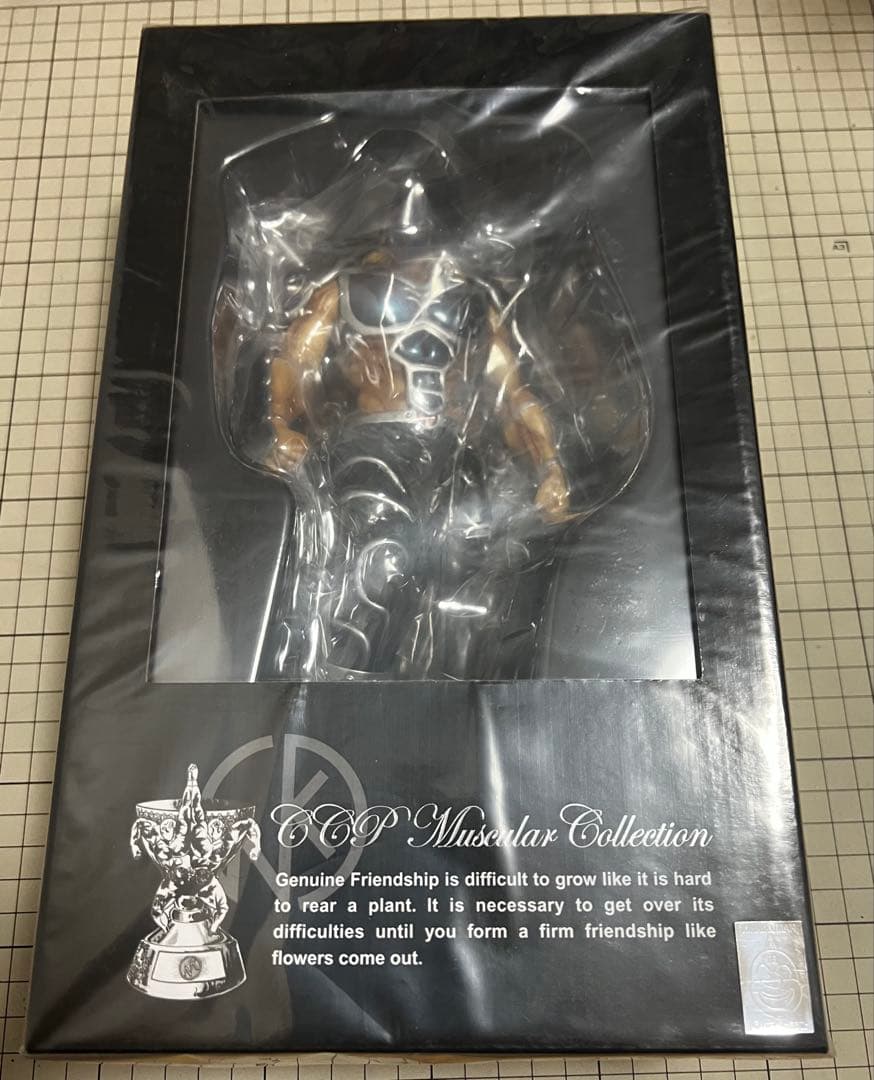 A3
CCP Muscular Collection
Genuine Friendship is difficult to grow like it is hard
to rear a plant. It is necessary to get over its
difficulties until you form a firm friendship like
flowers come out.